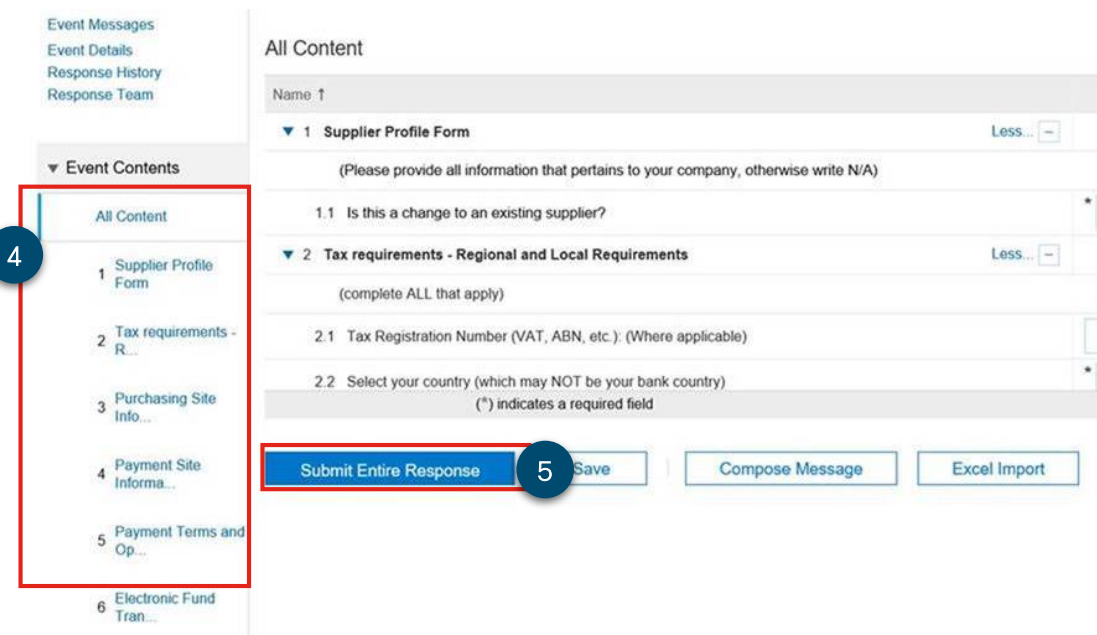 Event Messages
Event Details
Response History
Response Team
▼ Event Contents
All Content
4
1 Supplier Profile
Form
2 Tax requirements -
R...
3 Purchasing Site
Info...
4 Payment Site
Informa...
5 Payment Terms and
Op...
6 Electronic Fund
Tran...
All Content
Name ↑
▼ 1 Supplier Profile Form Less... −
(Please provide all information that pertains to your company, otherwise write N/A)
1.1 Is this a change to an existing supplier? *
▼ 2 Tax requirements - Regional and Local Requirements Less... −
(complete ALL that apply)
2.1 Tax Registration Number (VAT, ABN, etc.): (Where applicable)
2.2 Select your country (which may NOT be your bank country) *
(*) indicates a required field
Submit Entire Response 5 Save Compose Message Excel Import